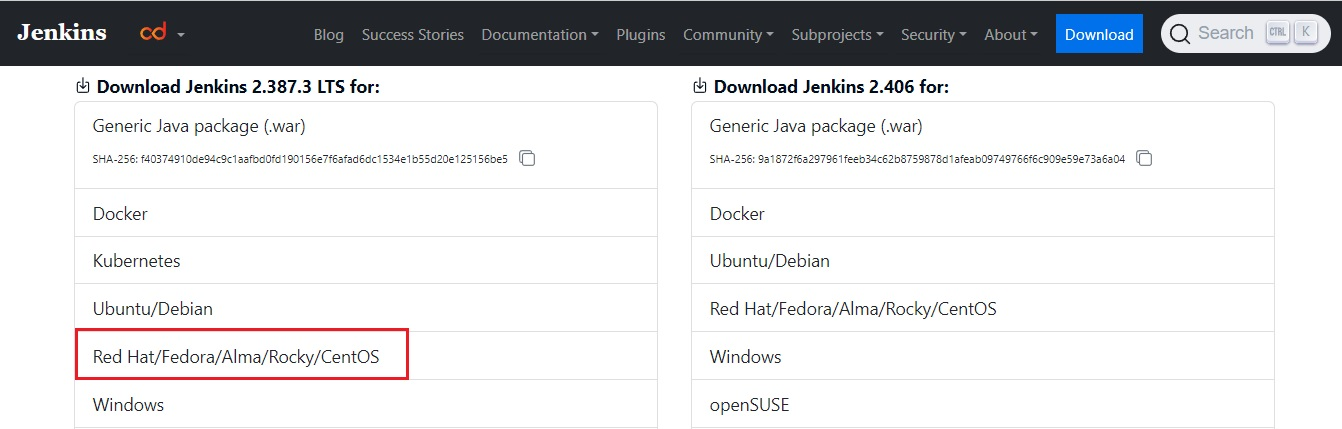 Jenkins cd Blog Success Stories Documentation Plugins Community Subprojects Security About Download Search CTRL K
Download Jenkins 2.387.3 LTS for:
Generic Java package (.war)
SHA-256: f40374910de94c9c1aafbd0fd190156e7f6afad6dc1534e1b55d20e125156be5
Docker
Kubernetes
Ubuntu/Debian
Red Hat/Fedora/Alma/Rocky/CentOS
Windows
Download Jenkins 2.406 for:
Generic Java package (.war)
SHA-256: 9a1872f6a297961feeb34c62b8759878d1afeab09749766f6c909e59e73a6a04
Docker
Ubuntu/Debian
Red Hat/Fedora/Alma/Rocky/CentOS
Windows
openSUSE